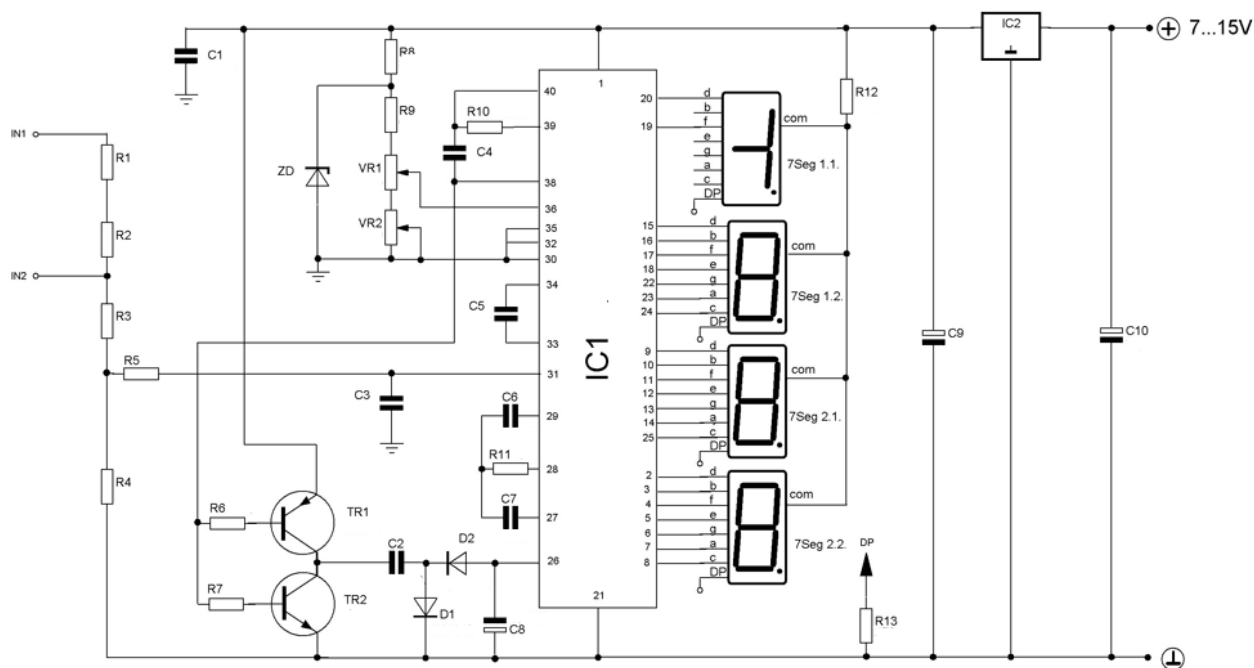 IC2
7...15V
C1
R8
1
40
20
d
b
com
R12
R9
R10
39
19
f
e
g
IN1
R1
C4
7Seg 1.1.
a
ZD
VR1
38
c
DP
36
VR2
35
15
d
R2
32
16
b
com
30
17
f
IN2
18
e
34
22
g
C5
23
a
7Seg 1.2.
R3
24
c
DP
C9
C10
33
9
d
R5
31
IC1
10
b
com
11
f
C3
12
e
C6
29
13
g
14
a
7Seg 2.1.
25
c
DP
R11
28
R4
2
d
3
b
com
R6
TR1
C7
27
4
f
5
e
6
g
C2
D2
26
7
a
7Seg 2.2.
DP
8
c
DP
R7
TR2
D1
C8
21
R13